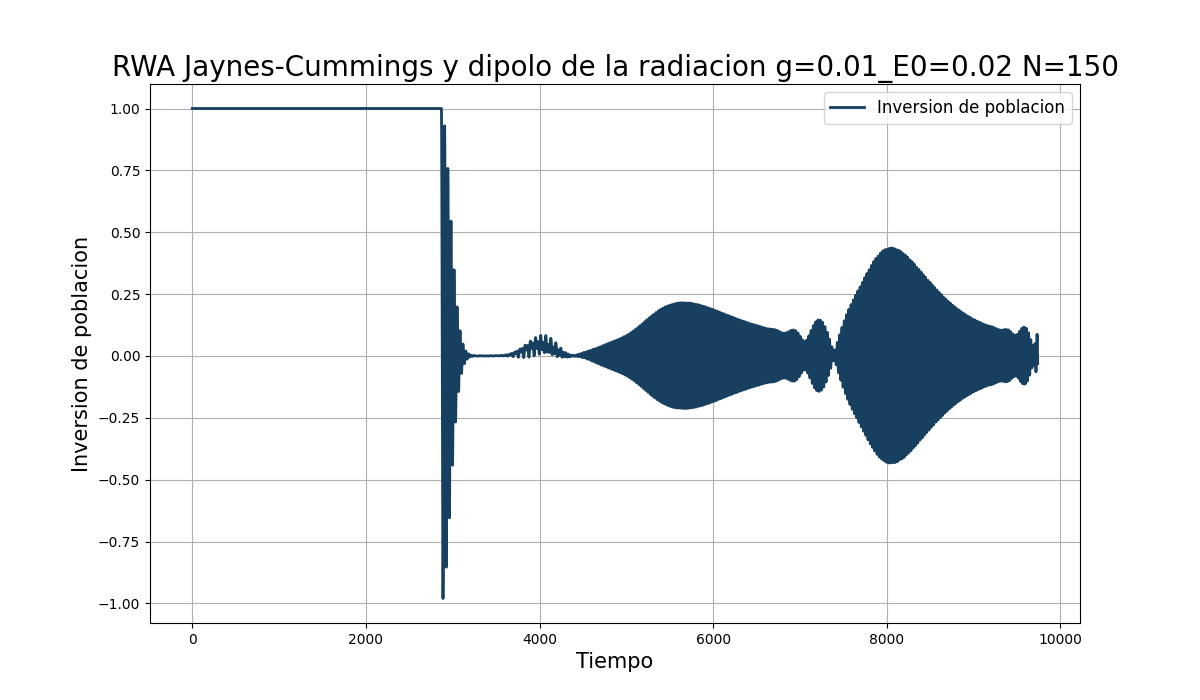 RWA Jaynes-Cummings y dipolo de la radiacion g=0.01_E0=0.02 N=150
Inversion de poblacion
Inversion de poblacion
1.00
0.75
0.50
0.25
0.00
−0.25
−0.50
−0.75
−1.00
0 2000 4000 6000 8000 10000
Tiempo